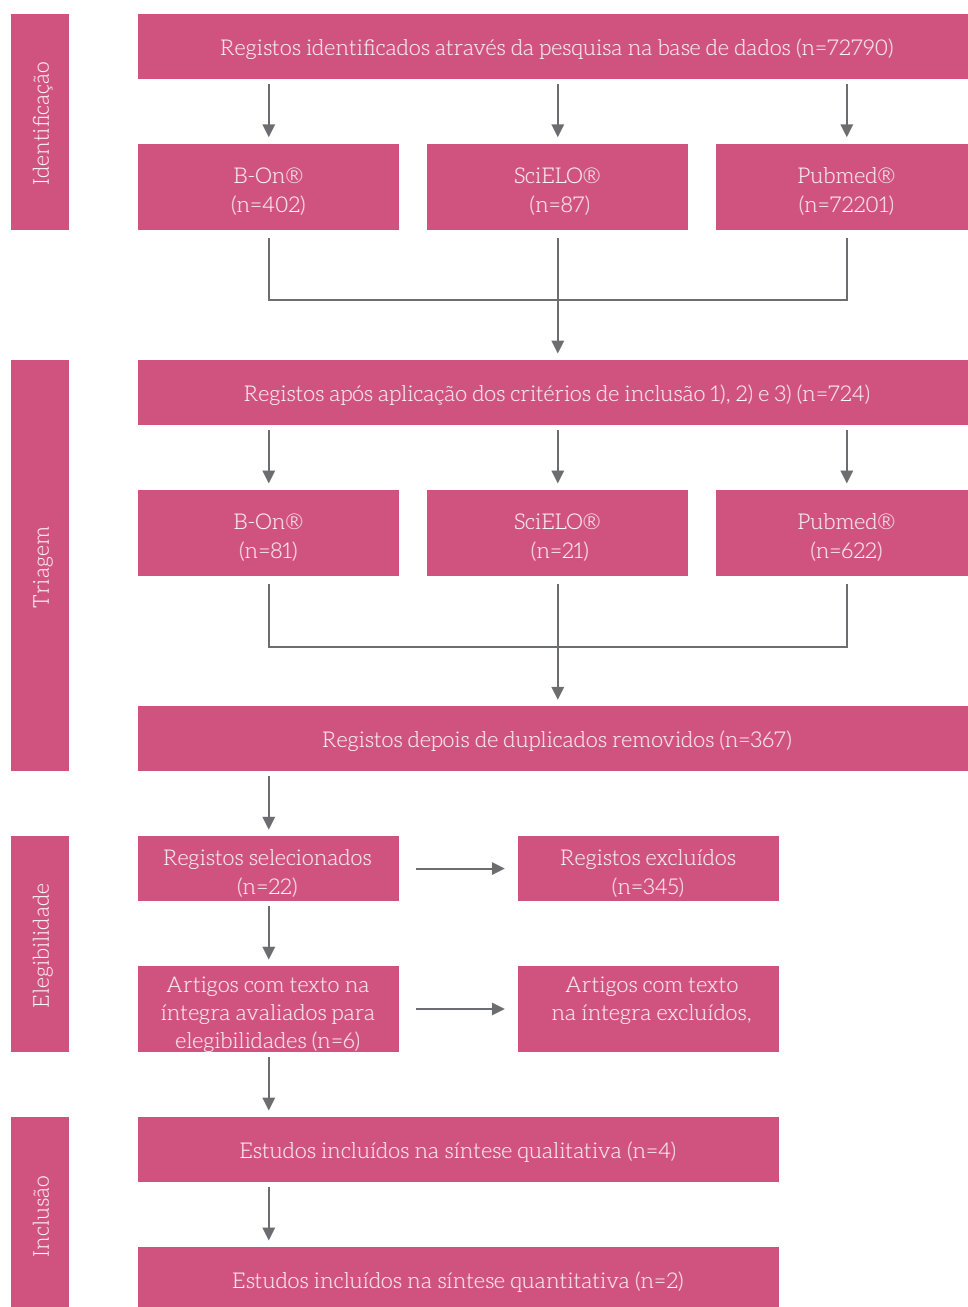 Identificação
Registos identificados através da pesquisa na base de dados (n=72790)
B-On®
(n=402)
SciELO®
(n=87)
Pubmed®
(n=72201)
Triagem
Registos após aplicação dos critérios de inclusão 1), 2) e 3) (n=724)
B-On®
(n=81)
SciELO®
(n=21)
Pubmed®
(n=622)
Registos depois de duplicados removidos (n=367)
Elegibilidade
Registos selecionados
(n=22)
Registos excluídos
(n=345)
Artigos com texto na
íntegra avaliados para
elegibilidades (n=6)
Artigos com texto
na íntegra excluídos,
Inclusão
Estudos incluídos na síntese qualitativa (n=4)
Estudos incluídos na síntese quantitativa (n=2)